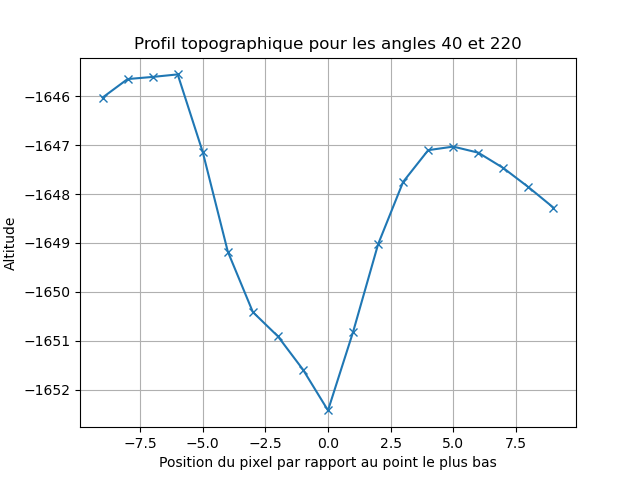 Profil topographique pour les angles 40 et 220
Altitude
−1646
−1647
−1648
−1649
−1650
−1651
−1652
−7.5 −5.0 −2.5 0.0 2.5 5.0 7.5
Position du pixel par rapport au point le plus bas